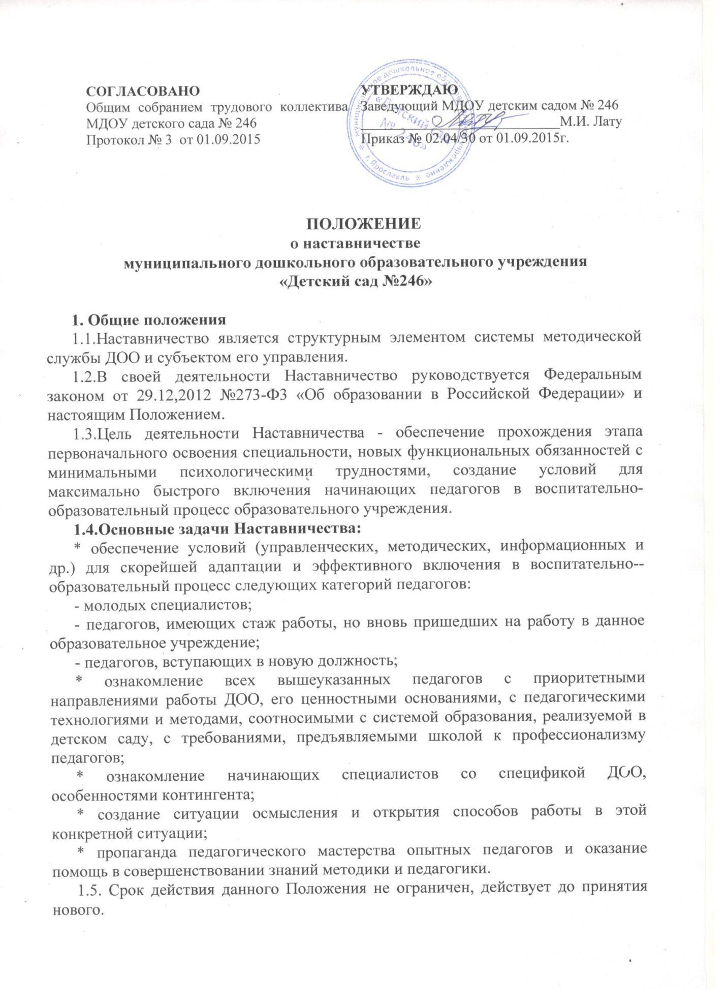 СОГЛАСОВАНО
Общим собранием трудового коллектива
МДОУ детского сада № 246
Протокол № 3 от 01.09.2015
УТВЕРЖДАЮ
Заведующий МДОУ детским садом № 246
М.И. Лату
Приказ № 02.04/30 от 01.09.2015г.
муниципальное дошкольное образовательное учреждение * г. Ярославль *
«Детский сад
№ 246»
ПОЛОЖЕНИЕ
о наставничестве
муниципального дошкольного образовательного учреждения
«Детский сад №246»
1. Общие положения
1.1.Наставничество является структурным элементом системы методической
службы ДОО и субъектом его управления.
1.2.В своей деятельности Наставничество руководствуется Федеральным
законом от 29.12,2012 №273-ФЗ «Об образовании в Российской Федерации» и
настоящим Положением.
1.3.Цель деятельности Наставничества - обеспечение прохождения этапа
первоначального освоения специальности, новых функциональных обязанностей с
минимальными психологическими трудностями, создание условий для
максимально быстрого включения начинающих педагогов в воспитательно-
образовательный процесс образовательного учреждения.
1.4.Основные задачи Наставничества:
* обеспечение условий (управленческих, методических, информационных и
др.) для скорейшей адаптации и эффективного включения в воспитательно--
образовательный процесс следующих категорий педагогов:
- молодых специалистов;
- педагогов, имеющих стаж работы, но вновь пришедших на работу в данное
образовательное учреждение;
- педагогов, вступающих в новую должность;
* ознакомление всех вышеуказанных педагогов с приоритетными
направлениями работы ДОО, его ценностными основаниями, с педагогическими
технологиями и методами, соотносимыми с системой образования, реализуемой в
детском саду, с требованиями, предъявляемыми школой к профессионализму
педагогов;
* ознакомление начинающих специалистов со спецификой ДОО,
особенностями контингента;
* создание ситуации осмысления и открытия способов работы в этой
конкретной ситуации;
* пропаганда педагогического мастерства опытных педагогов и оказание
помощь в совершенствовании знаний методики и педагогики.
1.5. Срок действия данного Положения не ограничен, действует до принятия
нового.